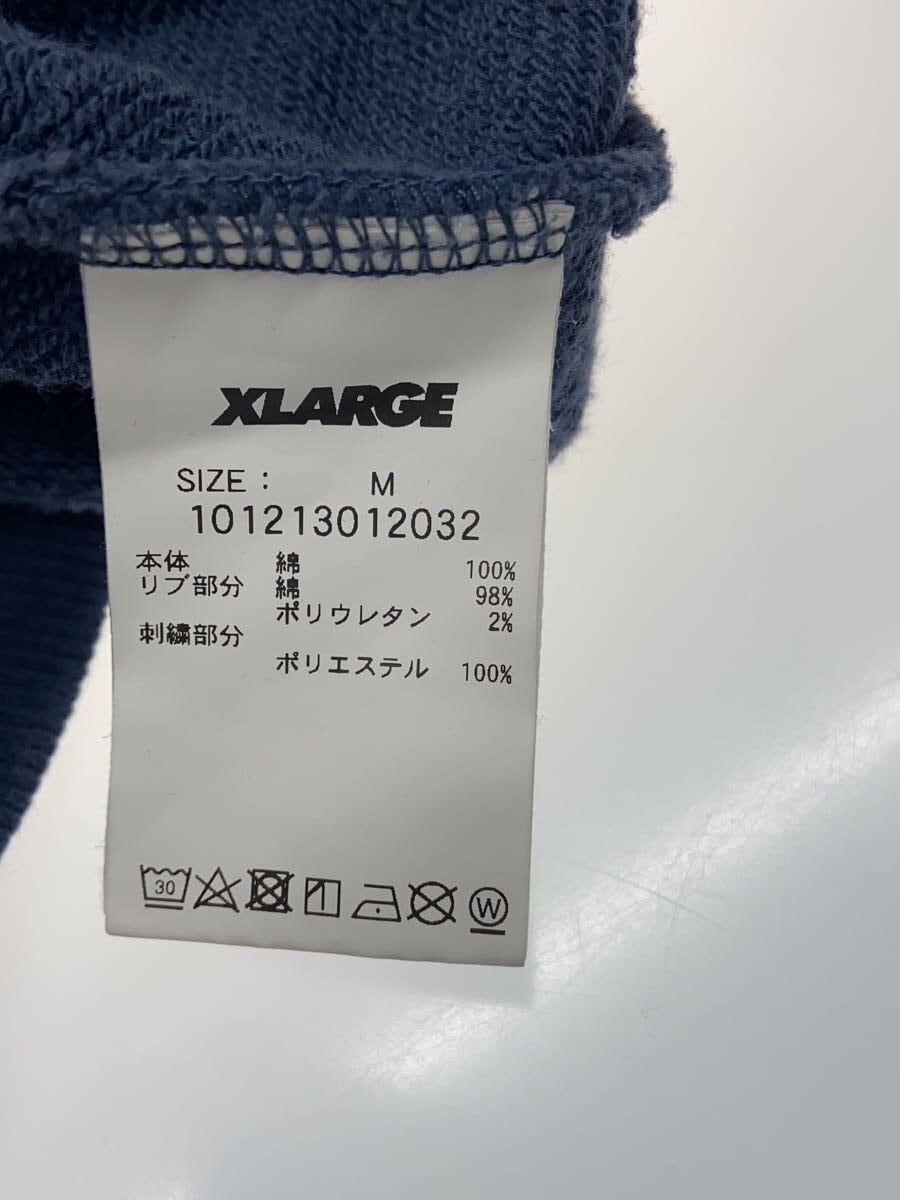 XLARGE
SIZE : M
101213012032
本体 綿 100%
リブ部分 綿 98%
ポリウレタン 2%
刺繍部分
ポリエステル 100%
30
W